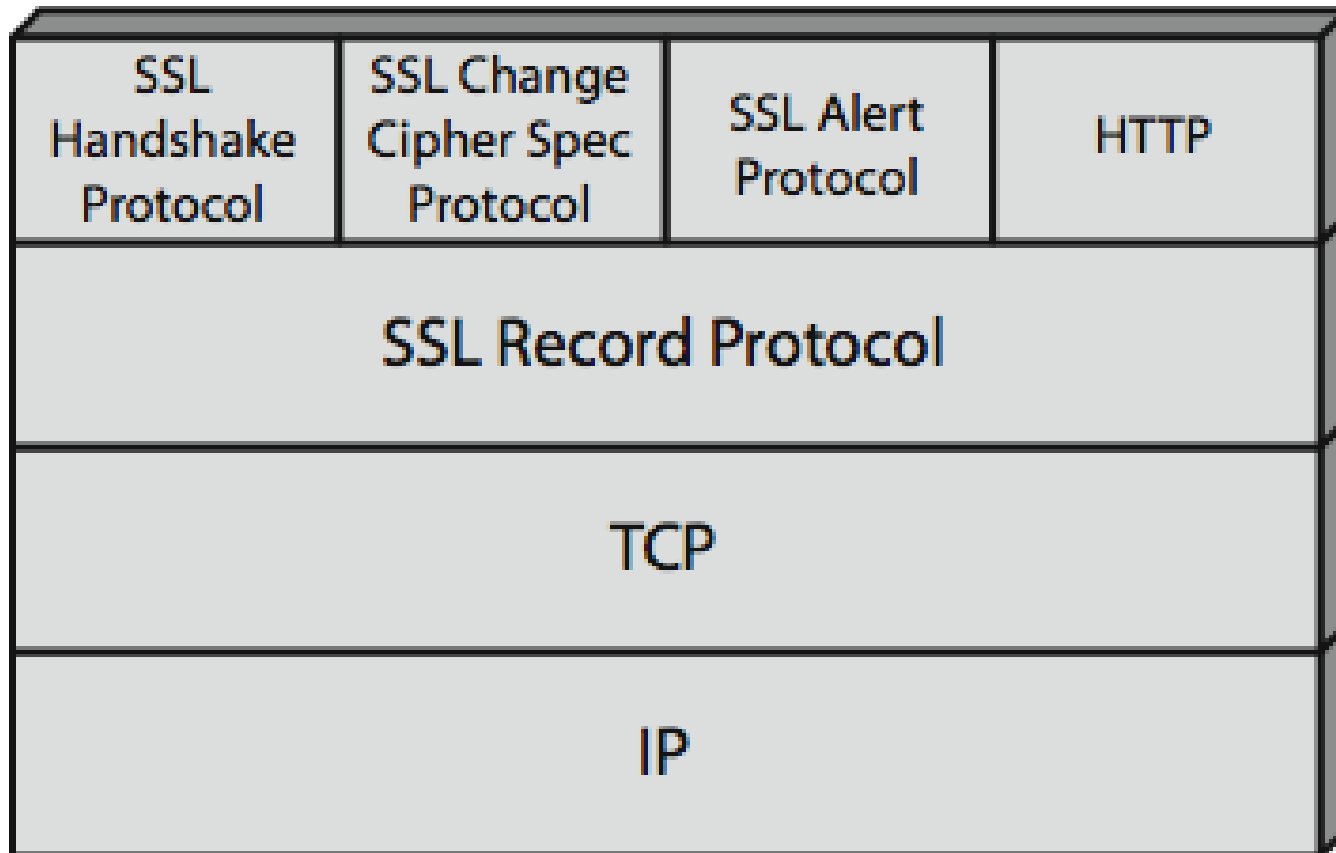 SSL
Handshake
Protocol
SSL Change
Cipher Spec
Protocol
SSL Alert
Protocol
HTTP
SSL Record Protocol
TCP
IP